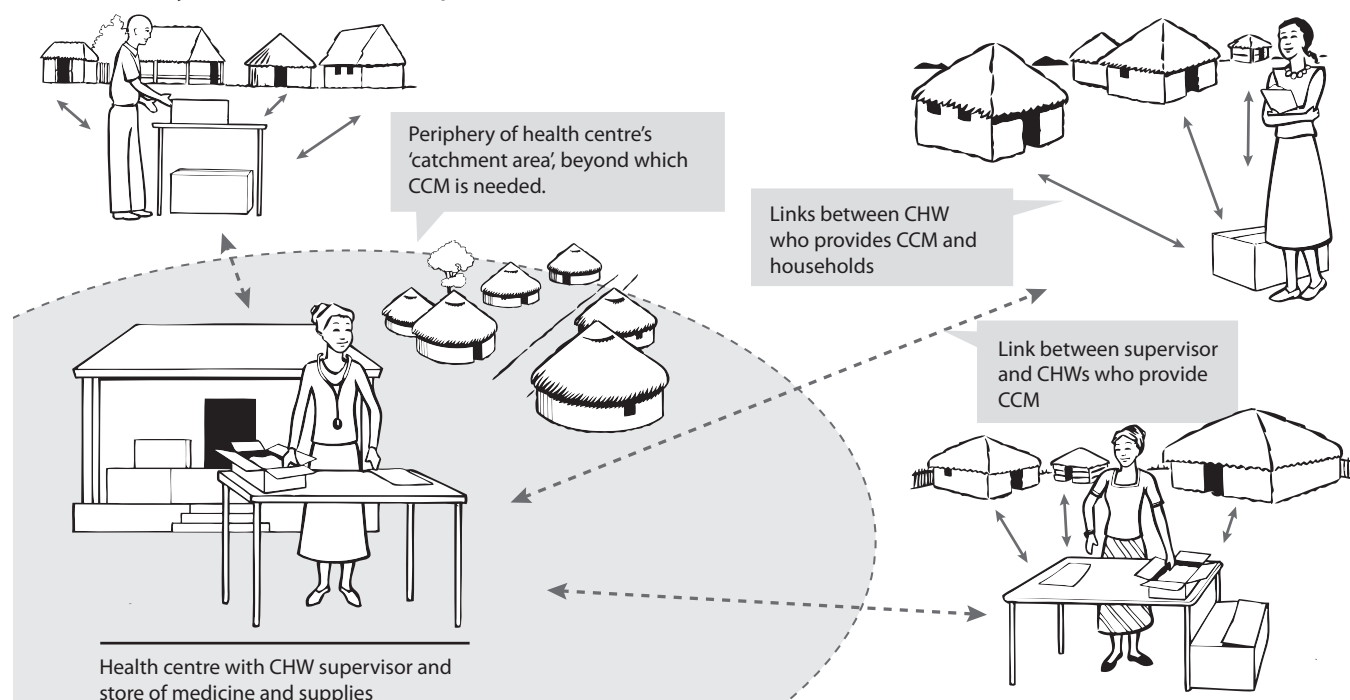 Periphery of health centre's
'catchment area', beyond which
CCM is needed.
Links between CHW
who provides CCM and
households
Link between supervisor
and CHWs who provide
CCM
Health centre with CHW supervisor and
store of medicine and supplies